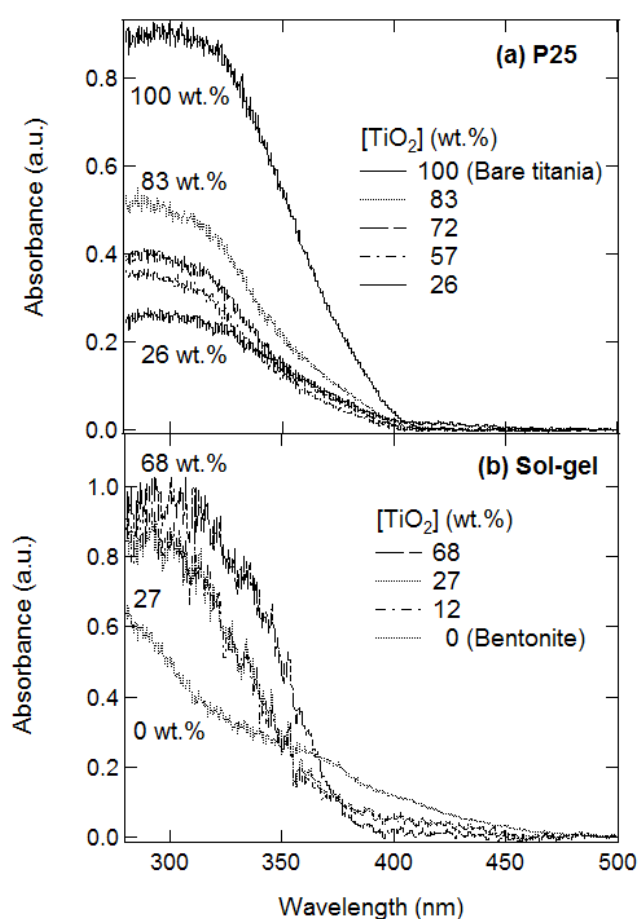 (a) P25
0.8
0.6
0.4
0.2
0.0
Absorbance (a.u.)
100 wt.%
83 wt.%
26 wt.%
[TiO2] (wt.%)
100 (Bare titania)
83
72
57
26
(b) Sol-gel
68 wt.%
1.0
0.8
0.6
0.4
0.2
0.0
Absorbance (a.u.)
27
0 wt.%
[TiO2] (wt.%)
68
27
12
0 (Bentonite)
300 350 400 450 500
Wavelength (nm)